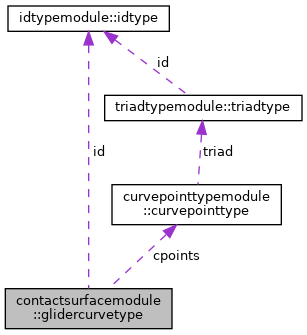 idtypemodule::idtype
id
triadtypemodule::triadtype
id
triad
curvepointtypemodule
::curvepointtype
cpoints
contactsurfacemodule
::glidercurvetype